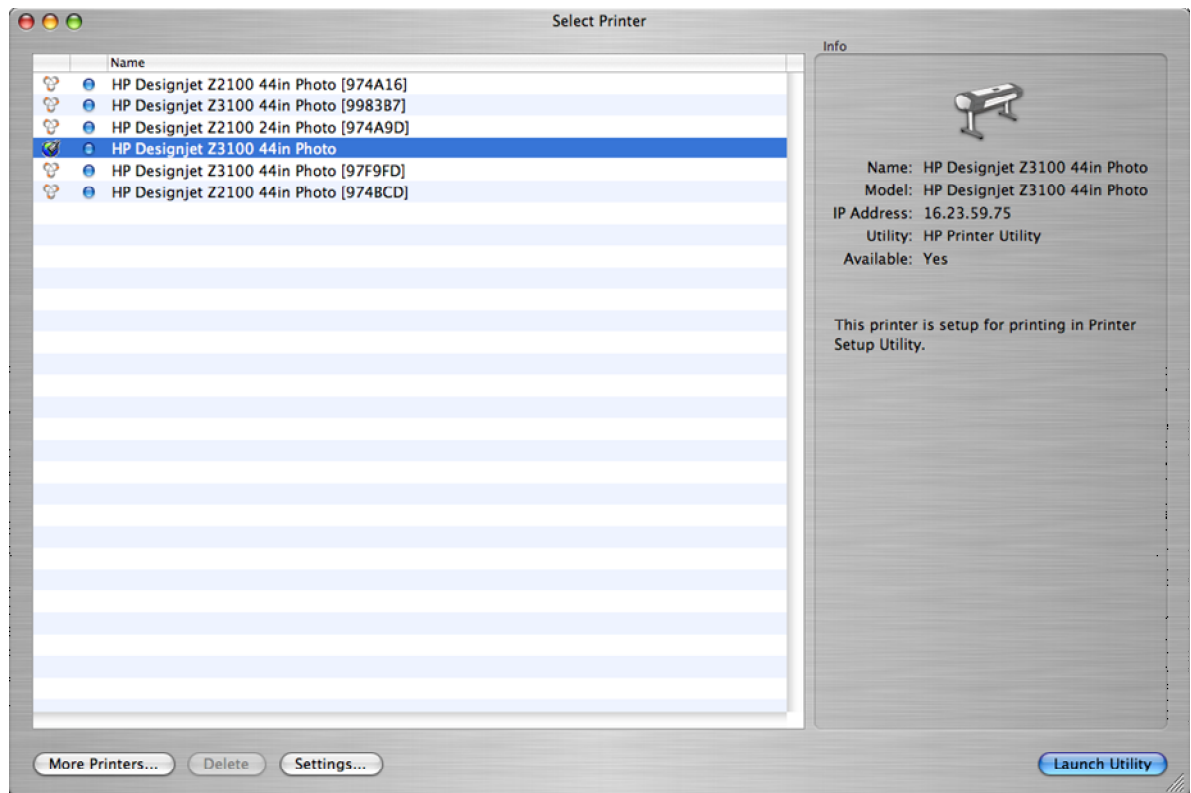 Select Printer
Name
HP Designjet Z2100 44in Photo [974A16]
HP Designjet Z3100 44in Photo [9983B7]
HP Designjet Z2100 24in Photo [974A9D]
HP Designjet Z3100 44in Photo
HP Designjet Z3100 44in Photo [97F9FD]
HP Designjet Z2100 44in Photo [974BCD]
Info
Name: HP Designjet Z3100 44in Photo
Model: HP Designjet Z3100 44in Photo
IP Address: 16.23.59.75
Utility: HP Printer Utility
Available: Yes
This printer is setup for printing in Printer
Setup Utility.
More Printers...
Delete
Settings...
Launch Utility